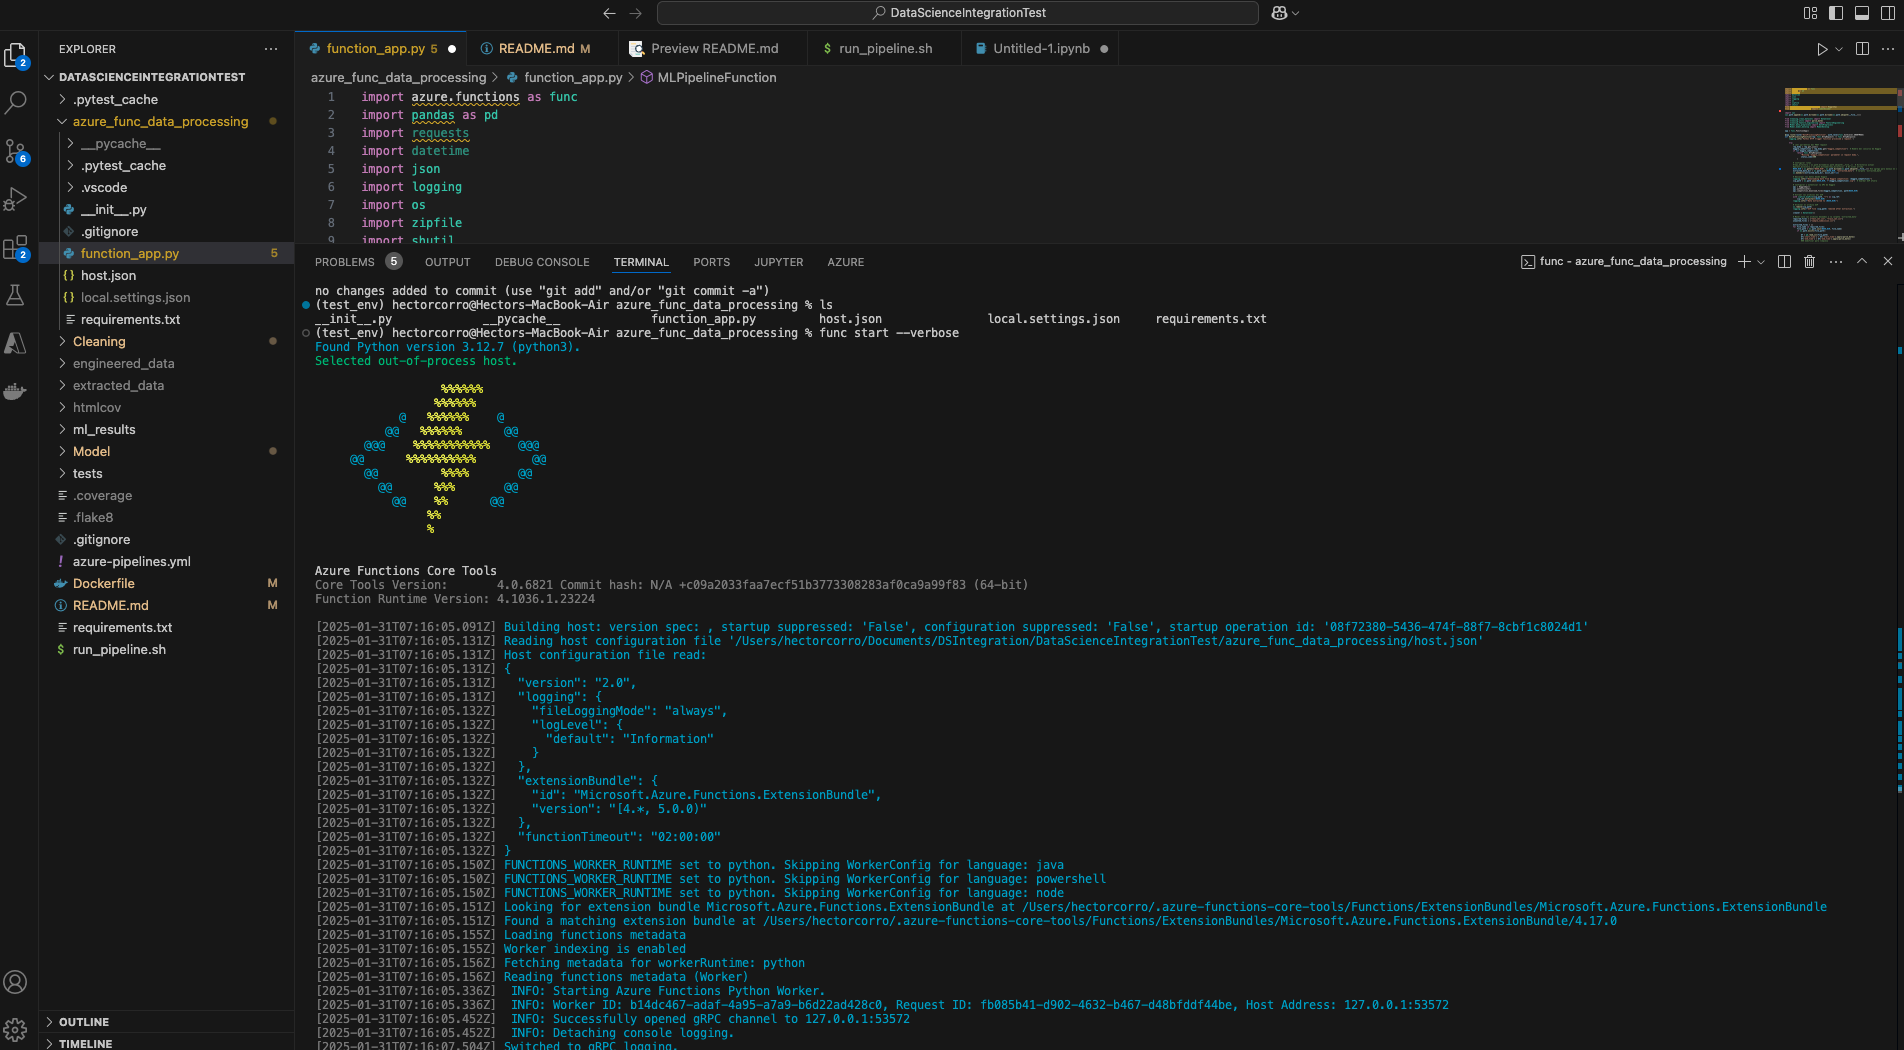 DataScienceIntegrationTest
EXPLORER
DATASCIENCEINTEGRATIONTEST
.pytest_cache
azure_func_data_processing
__pycache__
.pytest_cache
.vscode
__init__.py
.gitignore
function_app.py 5
host.json
local.settings.json
requirements.txt
Cleaning
engineered_data
extracted_data
htmlcov
ml_results
Model
tests
.coverage
.flake8
.gitignore
azure-pipelines.yml
Dockerfile M
README.md M
requirements.txt
run_pipeline.sh
OUTLINE
TIMELINE
2
6
2
function_app.py 5
README.md M
Preview README.md
run_pipeline.sh
Untitled-1.ipynb
azure_func_data_processing > function_app.py > MLPipelineFunction
1 import azure.functions as func
2 import pandas as pd
3 import requests
4 import datetime
5 import json
6 import logging
7 import os
8 import zipfile
9 import shutil
PROBLEMS 5 OUTPUT DEBUG CONSOLE TERMINAL PORTS JUPYTER AZURE
func - azure_func_data_processing
no changes added to commit (use "git add" and/or "git commit -a")
(test_env) hectorcorro@Hectors-MacBook-Air azure_func_data_processing % ls
__init__.py __pycache__ function_app.py host.json local.settings.json requirements.txt
(test_env) hectorcorro@Hectors-MacBook-Air azure_func_data_processing % func start --verbose
Found Python version 3.12.7 (python3).
Selected out-of-process host.
%%%%%%
%%%%%%
@ %%%%%% @
@@ %%%%%% @@
@@@ %%%%%%%%%%% @@@
@@ %%%%%%%%%% @@
@@ %%%% @@
@@ %%% @@
@@ %% @@
%%
%
Azure Functions Core Tools
Core Tools Version: 4.0.6821 Commit hash: N/A +c09a2033faa7ecf51b3773308283af0ca9a99f83 (64-bit)
Function Runtime Version: 4.1036.1.23224
[2025-01-31T07:16:05.091Z] Building host: version spec: , startup suppressed: 'False', configuration suppressed: 'False', startup operation id: '08f72380-5436-474f-88f7-8cbf1c8024d1'
[2025-01-31T07:16:05.131Z] Reading host configuration file '/Users/hectorcorro/Documents/DSIntegration/DataScienceIntegrationTest/azure_func_data_processing/host.json'
[2025-01-31T07:16:05.131Z] Host configuration file read:
[2025-01-31T07:16:05.131Z] {
[2025-01-31T07:16:05.131Z] "version": "2.0",
[2025-01-31T07:16:05.131Z] "logging": {
[2025-01-31T07:16:05.132Z] "fileLoggingMode": "always",
[2025-01-31T07:16:05.132Z] "logLevel": {
[2025-01-31T07:16:05.132Z] "default": "Information"
[2025-01-31T07:16:05.132Z] }
[2025-01-31T07:16:05.132Z] },
[2025-01-31T07:16:05.132Z] "extensionBundle": {
[2025-01-31T07:16:05.132Z] "id": "Microsoft.Azure.Functions.ExtensionBundle",
[2025-01-31T07:16:05.132Z] "version": "[4.*, 5.0.0)"
[2025-01-31T07:16:05.132Z] },
[2025-01-31T07:16:05.132Z] "functionTimeout": "02:00:00"
[2025-01-31T07:16:05.132Z] }
[2025-01-31T07:16:05.150Z] FUNCTIONS_WORKER_RUNTIME set to python. Skipping WorkerConfig for language: java
[2025-01-31T07:16:05.150Z] FUNCTIONS_WORKER_RUNTIME set to python. Skipping WorkerConfig for language: powershell
[2025-01-31T07:16:05.150Z] FUNCTIONS_WORKER_RUNTIME set to python. Skipping WorkerConfig for language: node
[2025-01-31T07:16:05.151Z] Looking for extension bundle Microsoft.Azure.Functions.ExtensionBundle at /Users/hectorcorro/.azure-functions-core-tools/Functions/ExtensionBundles/Microsoft.Azure.Functions.ExtensionBundle
[2025-01-31T07:16:05.151Z] Found a matching extension bundle at /Users/hectorcorro/.azure-functions-core-tools/Functions/ExtensionBundles/Microsoft.Azure.Functions.ExtensionBundle/4.17.0
[2025-01-31T07:16:05.155Z] Loading functions metadata
[2025-01-31T07:16:05.155Z] Worker indexing is enabled
[2025-01-31T07:16:05.156Z] Fetching metadata for workerRuntime: python
[2025-01-31T07:16:05.156Z] Reading functions metadata (Worker)
[2025-01-31T07:16:05.336Z] INFO: Starting Azure Functions Python Worker.
[2025-01-31T07:16:05.336Z] INFO: Worker ID: b14dc467-adaf-4a95-a7a9-b6d22ad428c0, Request ID: fb085b41-d902-4632-b467-d48bfddf44be, Host Address: 127.0.0.1:53572
[2025-01-31T07:16:05.452Z] INFO: Successfully opened gRPC channel to 127.0.0.1:53572
[2025-01-31T07:16:05.452Z] INFO: Detaching console logging.
[2025-01-31T07:16:07.504Z] Switched to gRPC logging.